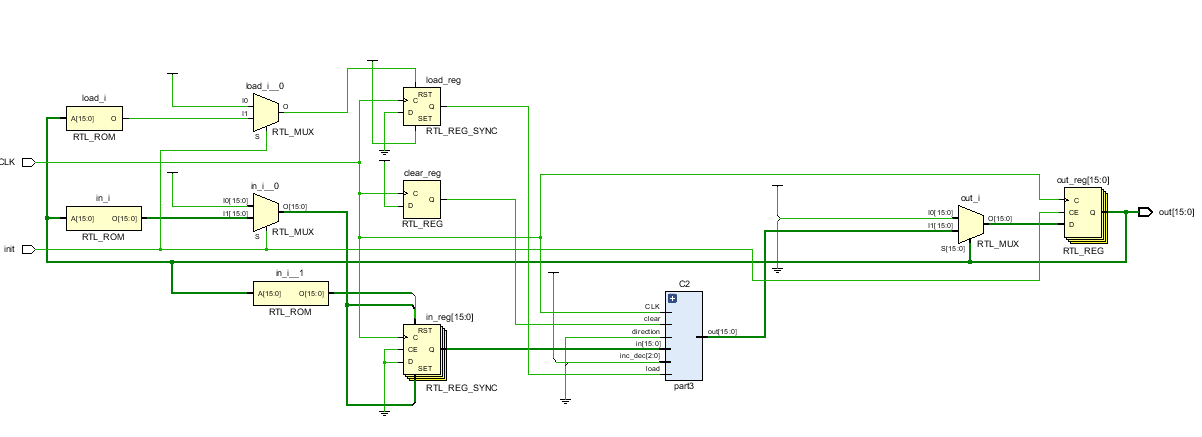 load_i
A[15:0] O
RTL_ROM
load_i__0
I0
I1
O
S
RTL_MUX
load_reg
RST
C
Q
D
SET
RTL_REG_SYNC
CLK
clear_reg
C
Q
D
RTL_REG
in_i
A[15:0] O[15:0]
RTL_ROM
in_i__0
I0[15:0]
I1[15:0]
O[15:0]
S
RTL_MUX
init
in_i__1
A[15:0] O[15:0]
RTL_ROM
in_reg[15:0]
RST
C
CE
Q
D
SET
RTL_REG_SYNC
C2
CLK
clear
direction
in[15:0]
inc_dec[2:0]
load
out[15:0]
part3
out_i
I0[15:0]
I1[15:0]
O[15:0]
S[15:0]
RTL_MUX
out_reg[15:0]
C
CE
Q
D
RTL_REG
out[15:0]